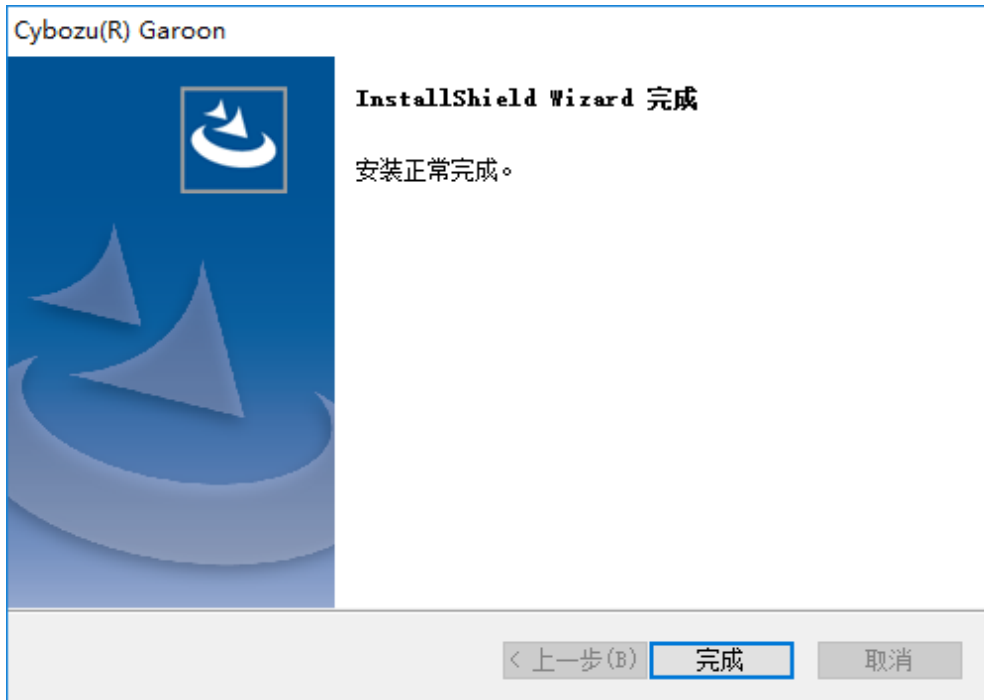 Cybozu(R) Garoon
InstallShield Wizard 完成
安装正常完成。
< 上一步(B)
完成
取消